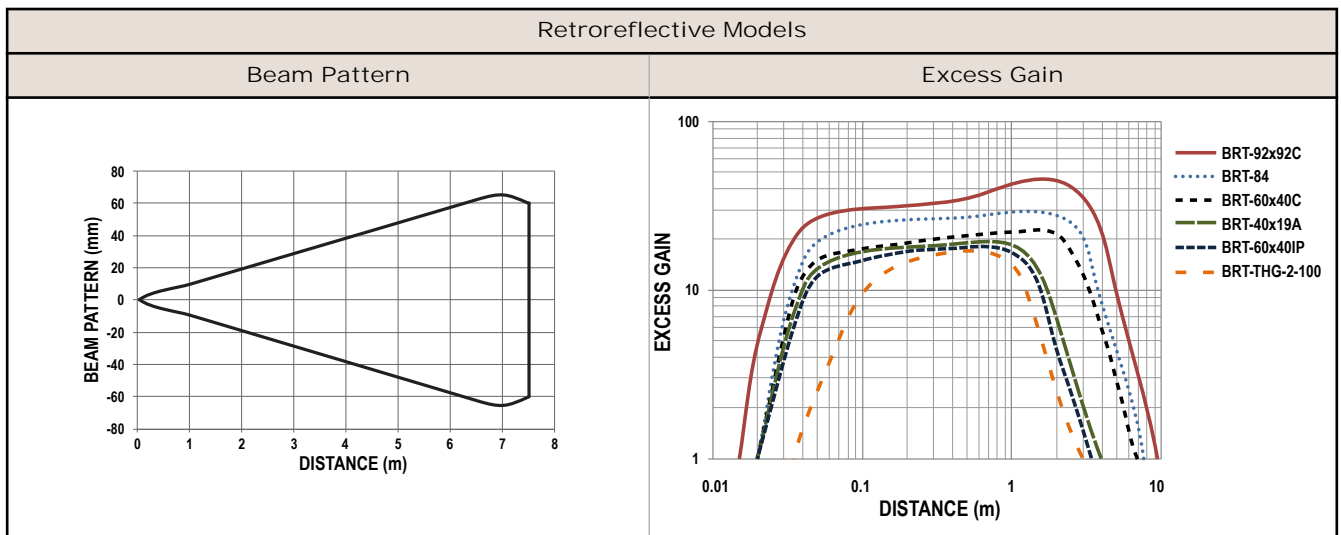 Retroreflective Models
Beam Pattern
Excess Gain
BEAM PATTERN (mm)
80
60
40
20
0
-20
-40
-60
-80
0 1 2 3 4 5 6 7 8
DISTANCE (m)
EXCESS GAIN
100
10
1
0.01 0.1 1 10
DISTANCE (m)
BRT-92x92C
BRT-84
BRT-60x40C
BRT-40x19A
BRT-60x40IP
BRT-THG-2-100